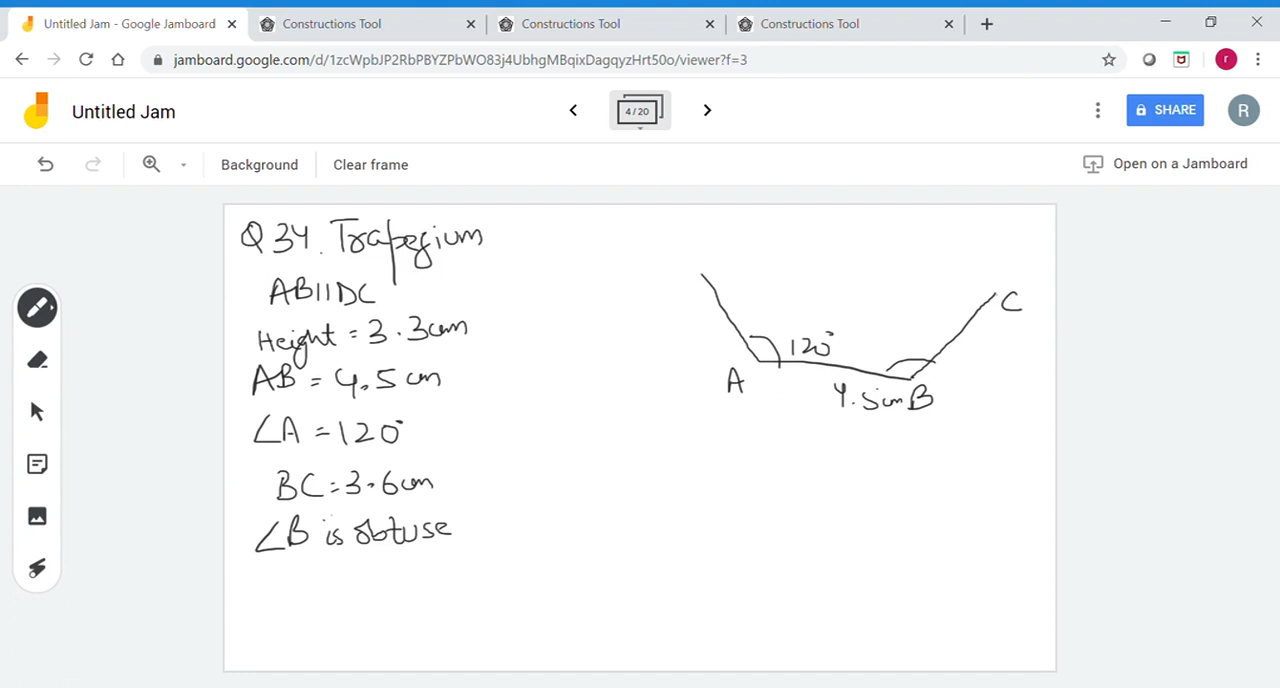 Untitled Jam - Google Jamboard
Constructions Tool
Constructions Tool
Constructions Tool
jamboard.google.com/d/1zcWpbJP2RbPBYZPbWO83j4UbhgMBqixDagqyzHrt50o/viewer?f=3
r
Untitled Jam
4 / 20
SHARE
R
Background
Clear frame
Open on a Jamboard
Q 34. Trapezium
AB||DC
Height = 3.3cm
AB = 4.5 cm
∠A = 120°
BC = 3.6cm
∠B is obtuse
C
120°
A
4.5cm B